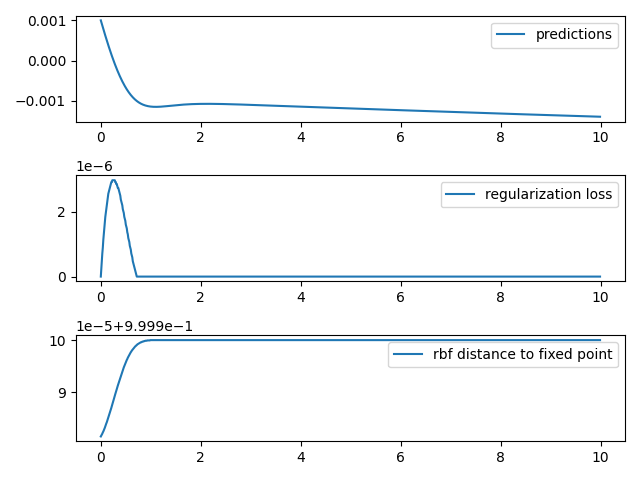 0.001
0.000
−0.001
predictions
0 2 4 6 8 10
1e−6
2
0
regularization loss
0 2 4 6 8 10
1e−5+9.999e−1
10
9
rbf distance to fixed point
0 2 4 6 8 10